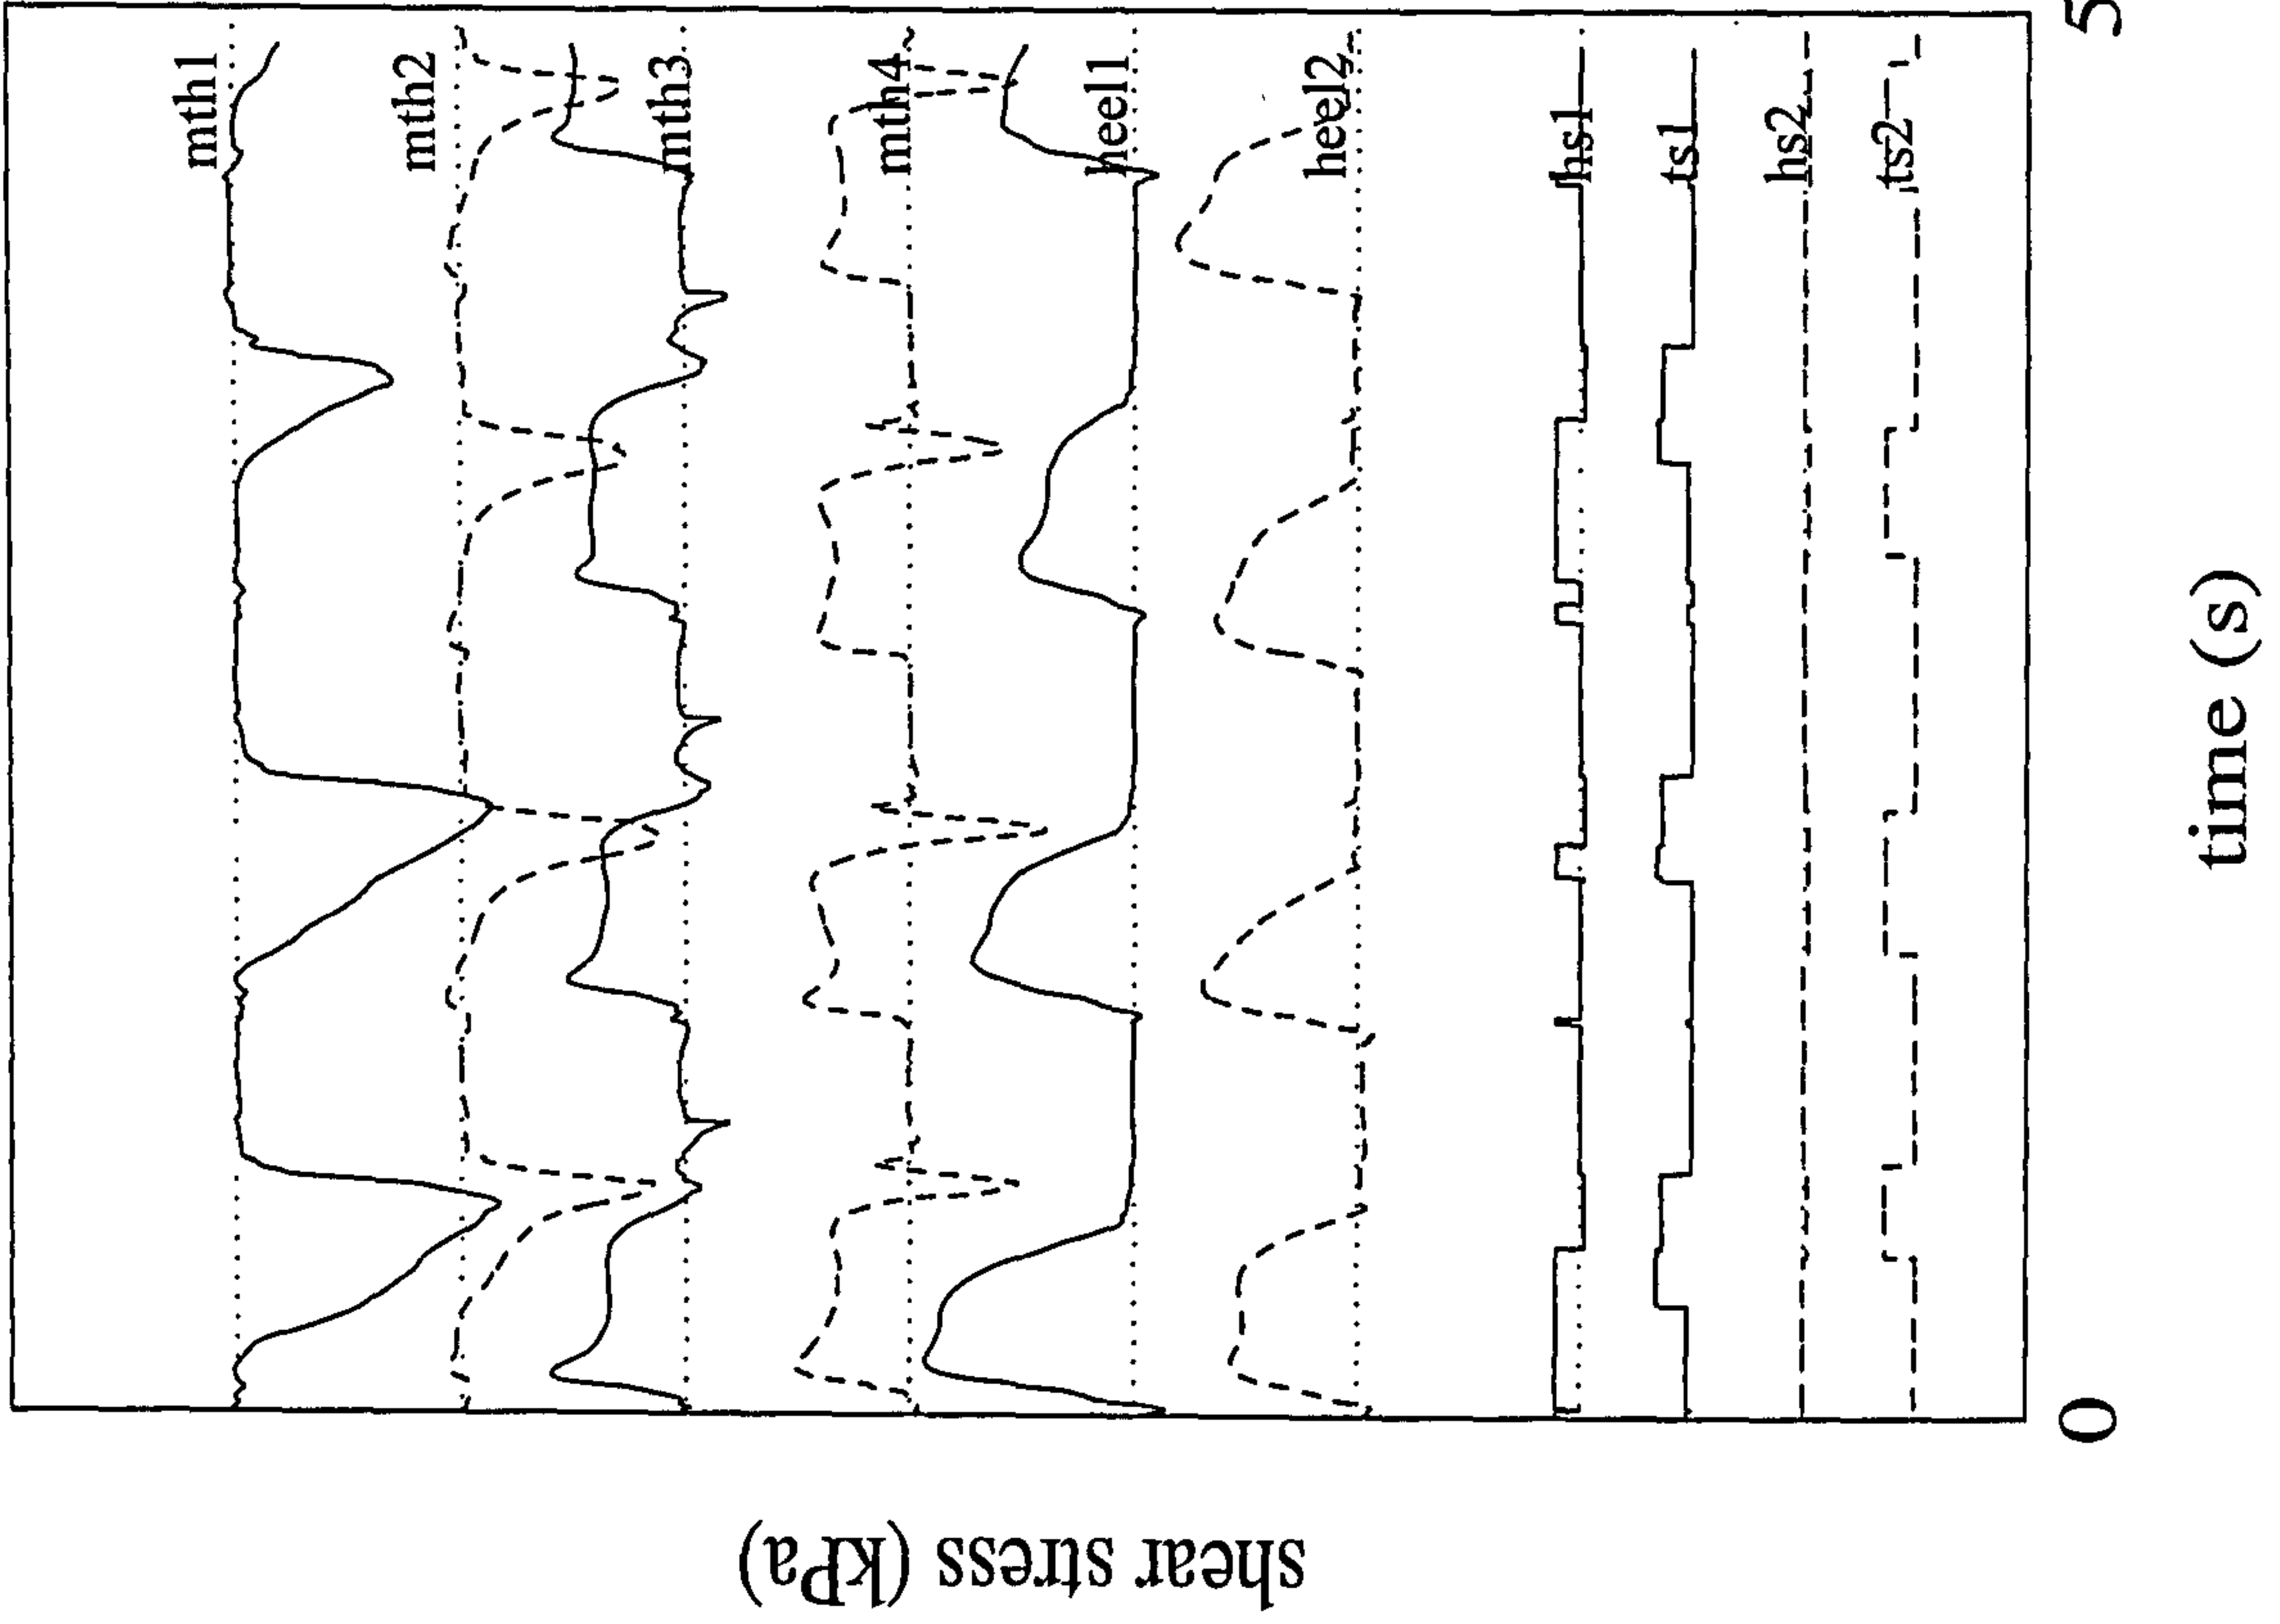 mth1
mth2
mth3
mth4
heel1
heel2
hs1
ts1
hs2
ts2
0
5
time (s)
shear stress (kPa)